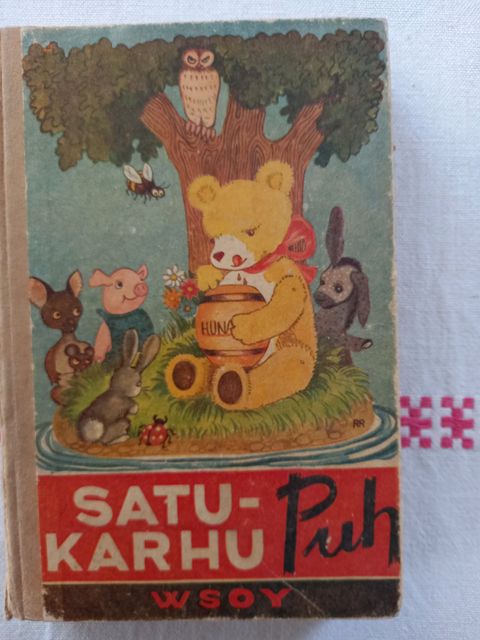 HUNA
RR
SATU-
KARHU Puh
WSOY